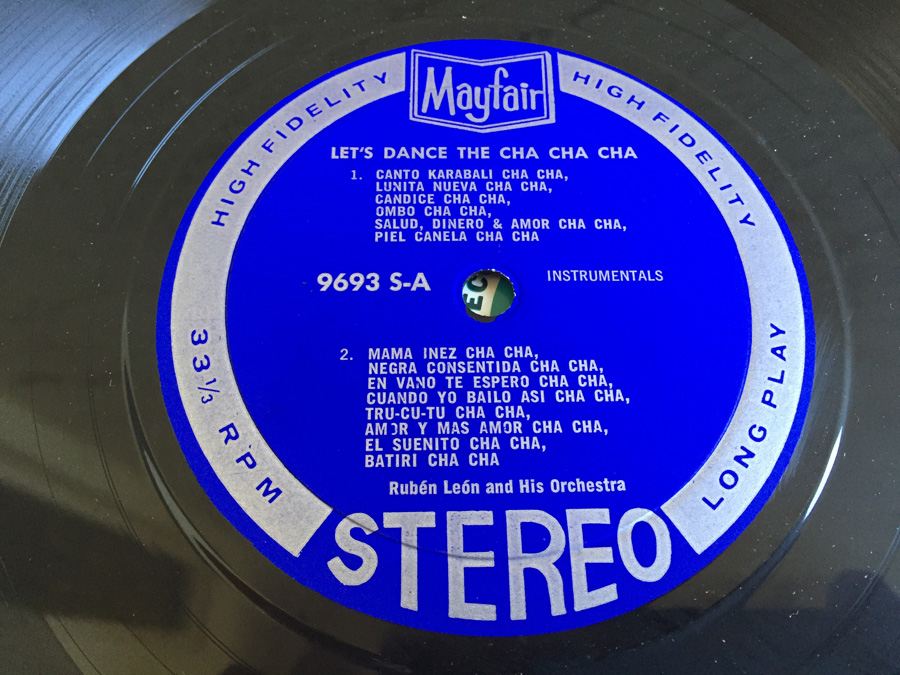 Mayfair
HIGH FIDELITY
HIGH FIDELITY
LET'S DANCE THE CHA CHA CHA
1. CANTO KARABALI CHA CHA,
LUNITA NUEVA CHA CHA,
CANDICE CHA CHA,
OMBO CHA CHA,
SALUD, DINERO & AMOR CHA CHA,
PIEL CANELA CHA CHA
9693 S-A
EC
INSTRUMENTALS
2. MAMA INEZ CHA CHA,
NEGRA CONSENTIDA CHA CHA,
EN VANO TE ESPERO CHA CHA,
CUANDO YO BAILO ASI CHA CHA,
TRU-CU-TU CHA CHA,
AMOR Y MAS AMOR CHA CHA,
EL SUENITO CHA CHA,
BATIRI CHA CHA
Rubén León and His Orchestra
33⅓ RPM
LONG PLAY
STEREO